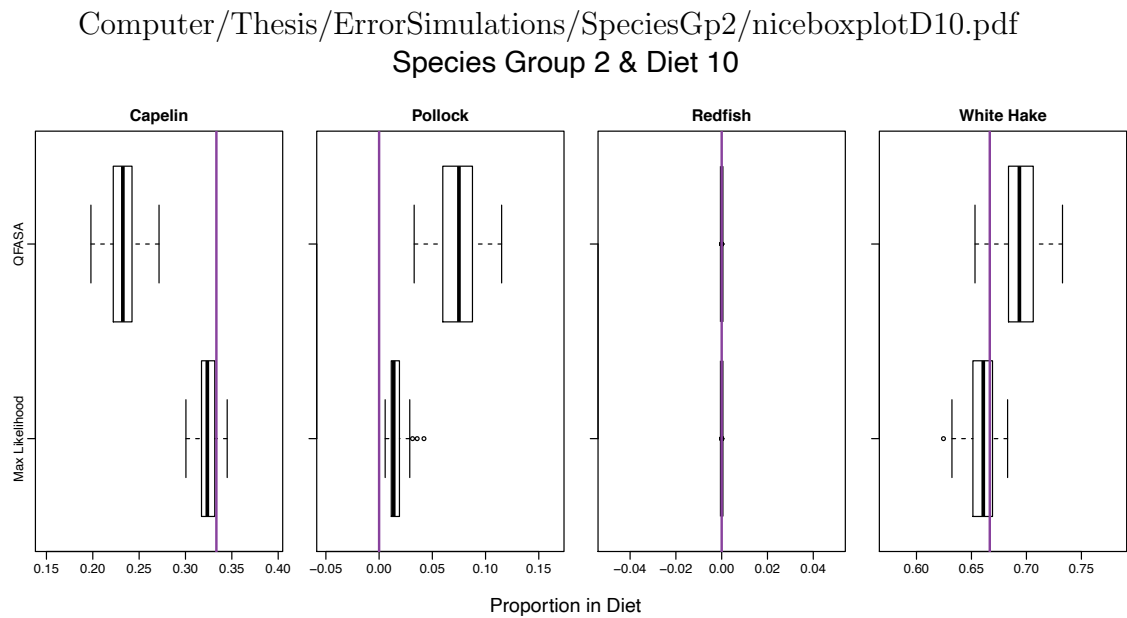 Computer/Thesis/ErrorSimulations/SpeciesGp2/niceboxplotD10.pdf
Species Group 2 & Diet 10
Capelin
Pollock
Redfish
White Hake
QFASA
Max Likelihood
0.15 0.20 0.25 0.30 0.35 0.40
−0.05 0.00 0.05 0.10 0.15
−0.04 −0.02 0.00 0.02 0.04
0.60 0.65 0.70 0.75
Proportion in Diet